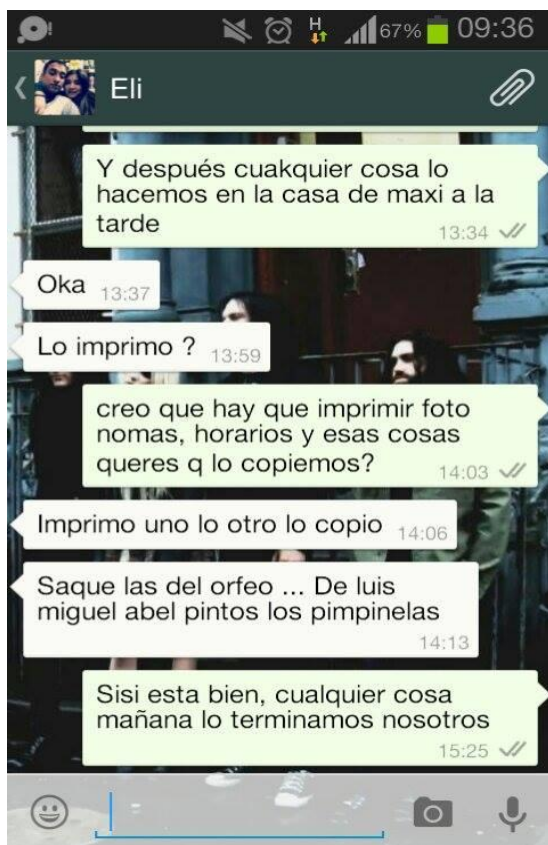 H
67% 09:36
Eli
Y después cuakquier cosa lo
hacemos en la casa de maxi a la
tarde
13:34
Oka 13:37
Lo imprimo ? 13:59
creo que hay que imprimir foto
nomas, horarios y esas cosas
queres q lo copiemos?
14:03
Imprimo uno lo otro lo copio 14:06
Saque las del orfeo ... De luis
miguel abel pintos los pimpinelas
14:13
Sisi esta bien, cualquier cosa
mañana lo terminamos nosotros
15:25